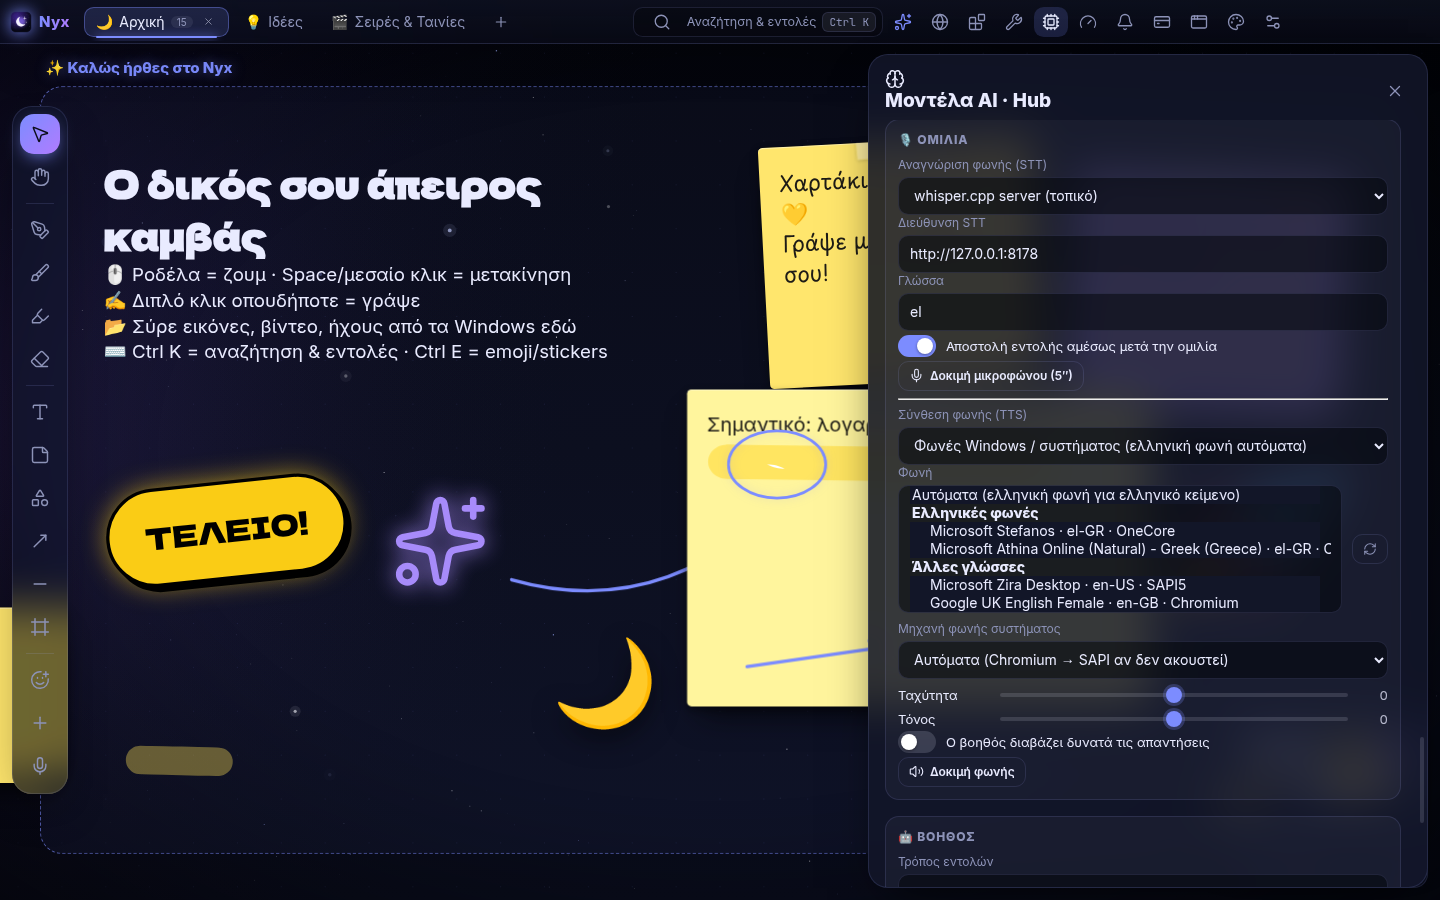 Nyx
🌙 Αρχική 15 ×
💡 Ιδέες
🎬 Σειρές & Ταινίες
Αναζήτηση & εντολές Ctrl K
✨ Καλώς ήρθες στο Nyx
Ο δικός σου άπειρος
καμβάς
🖱️ Ροδέλα = ζουμ · Space/μεσαίο κλικ = μετακίνηση
✍️ Διπλό κλικ οπουδήποτε = γράψε
📂 Σύρε εικόνες, βίντεο, ήχους από τα Windows εδώ
⌨️ Ctrl K = αναζήτηση & εντολές · Ctrl E = emoji/stickers
Χαρτάκι
💛
Γράψε μ
σου!
Σημαντικό: λογαρ
ΤΕΛΕΙΟ!
Μοντέλα AI · Hub
🎙️ ΟΜΙΛΙΑ
Αναγνώριση φωνής (STT)
whisper.cpp server (τοπικό)
Διεύθυνση STT
http://127.0.0.1:8178
Γλώσσα
el
Αποστολή εντολής αμέσως μετά την ομιλία
Δοκιμή μικροφώνου (5″)
Σύνθεση φωνής (TTS)
Φωνές Windows / συστήματος (ελληνική φωνή αυτόματα)
Φωνή
Αυτόματα (ελληνική φωνή για ελληνικό κείμενο)
Ελληνικές φωνές
Microsoft Stefanos · el-GR · OneCore
Microsoft Athina Online (Natural) - Greek (Greece) · el-GR · C
Άλλες γλώσσες
Microsoft Zira Desktop · en-US · SAPI5
Google UK English Female · en-GB · Chromium
Μηχανή φωνής συστήματος
Αυτόματα (Chromium → SAPI αν δεν ακουστεί)
Ταχύτητα 0
Τόνος 0
Ο βοηθός διαβάζει δυνατά τις απαντήσεις
Δοκιμή φωνής
🤖 ΒΟΗΘΟΣ
Τρόπος εντολών